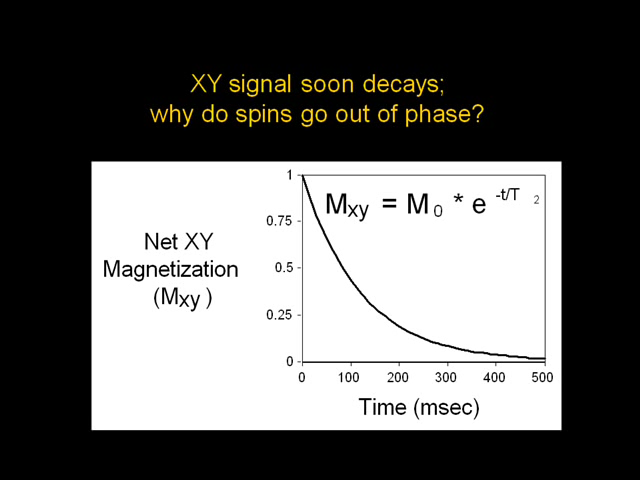 XY signal soon decays;
why do spins go out of phase?
1
Mxy = M0 * e -t/T 2
0.75
Net XY
Magnetization
(Mxy)
0.5
0.25
0
0 100 200 300 400 500
Time (msec)